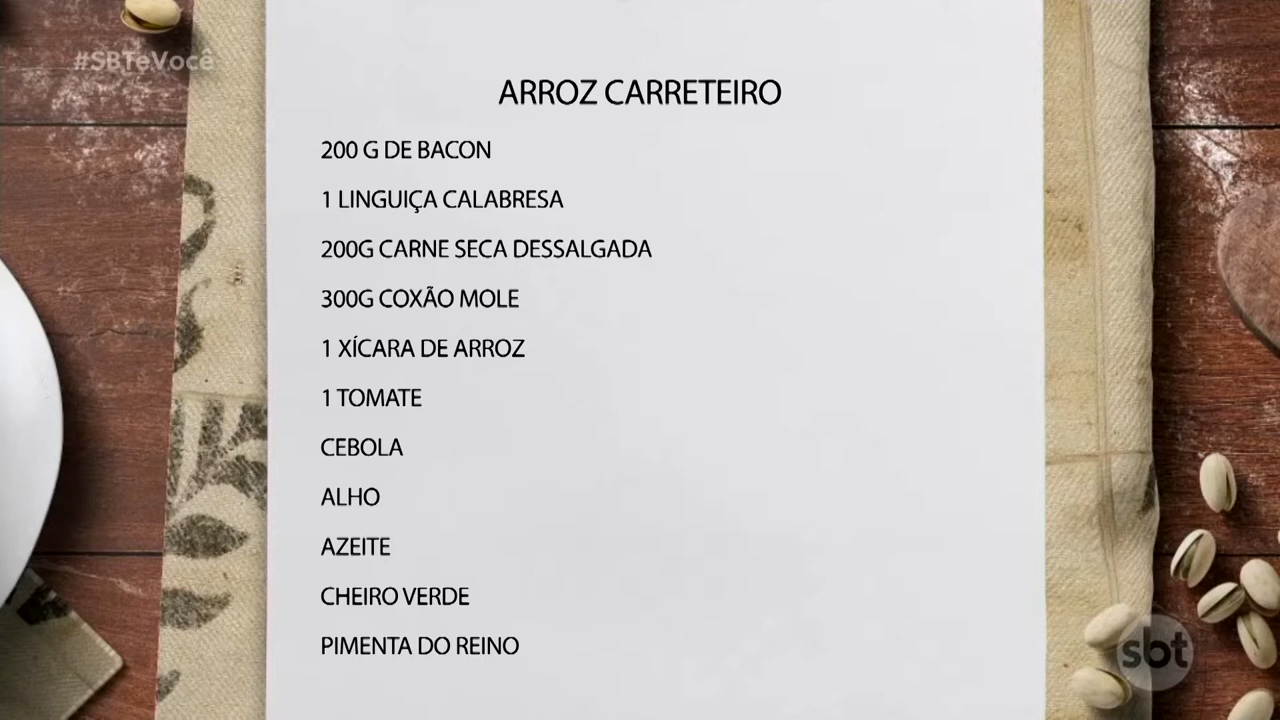 #SBTeVocê
ARROZ CARRETEIRO
200 G DE BACON
1 LINGUIÇA CALABRESA
200G CARNE SECA DESSALGADA
300G COXÃO MOLE
1 XÍCARA DE ARROZ
1 TOMATE
CEBOLA
ALHO
AZEITE
CHEIRO VERDE
PIMENTA DO REINO
sbt